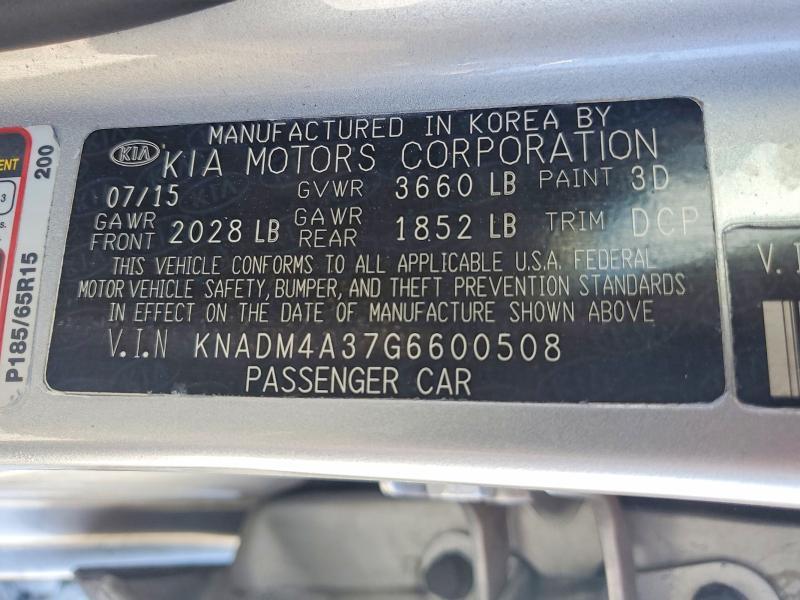 MANUFACTURED IN KOREA BY
KIA KIA MOTORS CORPORATION
07/15 GVWR 3660 LB PAINT 3D
GAWR FRONT 2028 LB GAWR REAR 1852 LB TRIM DCP
THIS VEHICLE CONFORMS TO ALL APPLICABLE U.S.A. FEDERAL
MOTOR VEHICLE SAFETY, BUMPER, AND THEFT PREVENTION STANDARDS
IN EFFECT ON THE DATE OF MANUFACTURE SHOWN ABOVE
V.I.N KNADM4A37G6600508
PASSENGER CAR
P185/65R15
200
3
V.I